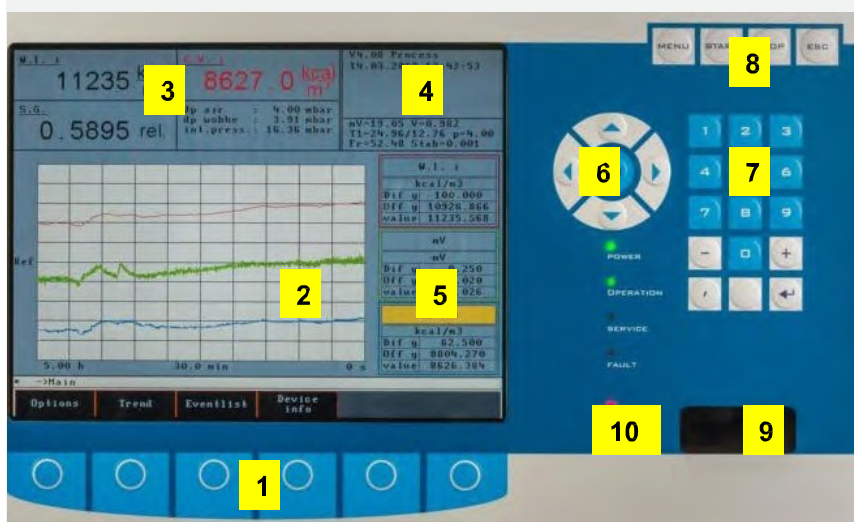 MENU ESC
8
W.I. :
11235
3
C.V. :
8627.0 kcal/m³
V4.00 Process
4
S.G.
0.5895 rel.
Dp air : 4.00 mbar
dp wobbe : 3.91 mbar
inl.press.: 16.36 mbar
mV=19.05 V=0.982
T1=24.96/12.76 p=4.00
Fr=52.48 Stab=0.001
W.I. :
kcal/m3
Dif y 100.000
Off y 10926.866
value 11235.568
mV
mV
Dif y
Off y
value
5
kcal/m3
Dif y 62.500
Off y 8804.270
value 8626.384
Ref
2
5.00 h 30.0 min 0 s
->Main
Options Trend Eventlist Device info
1
6
1 2 3
4 7 6
7 8 9
- 0 +
,
POWER
OPERATION
SERVICE
FAULT
10
9